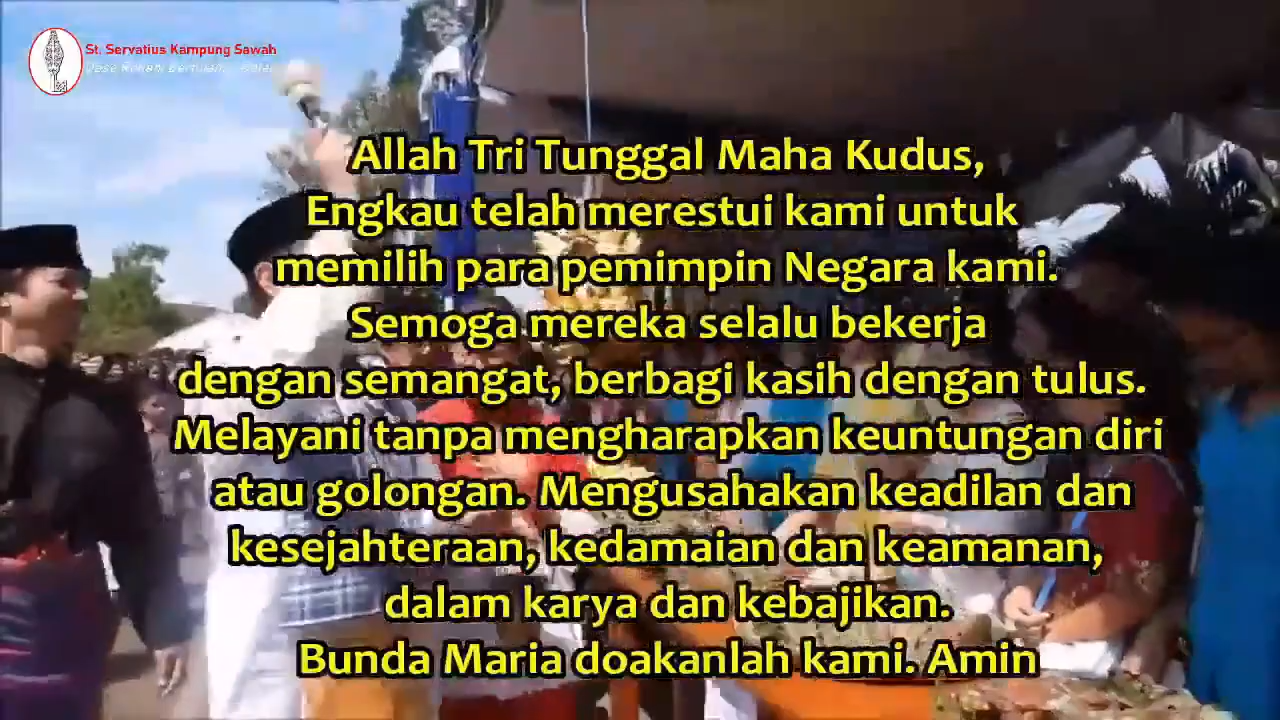 St. Servatius Kampung Sawah
Allah Tri Tunggal Maha Kudus,
Engkau telah merestui kami untuk
memilih para pemimpin Negara kami.
Semoga mereka selalu bekerja
dengan semangat, berbagi kasih dengan tulus.
Melayani tanpa mengharapkan keuntungan diri
atau golongan. Mengusahakan keadilan dan
kesejahteraan, kedamaian dan keamanan,
dalam karya dan kebajikan.
Bunda Maria doakanlah kami. Amin